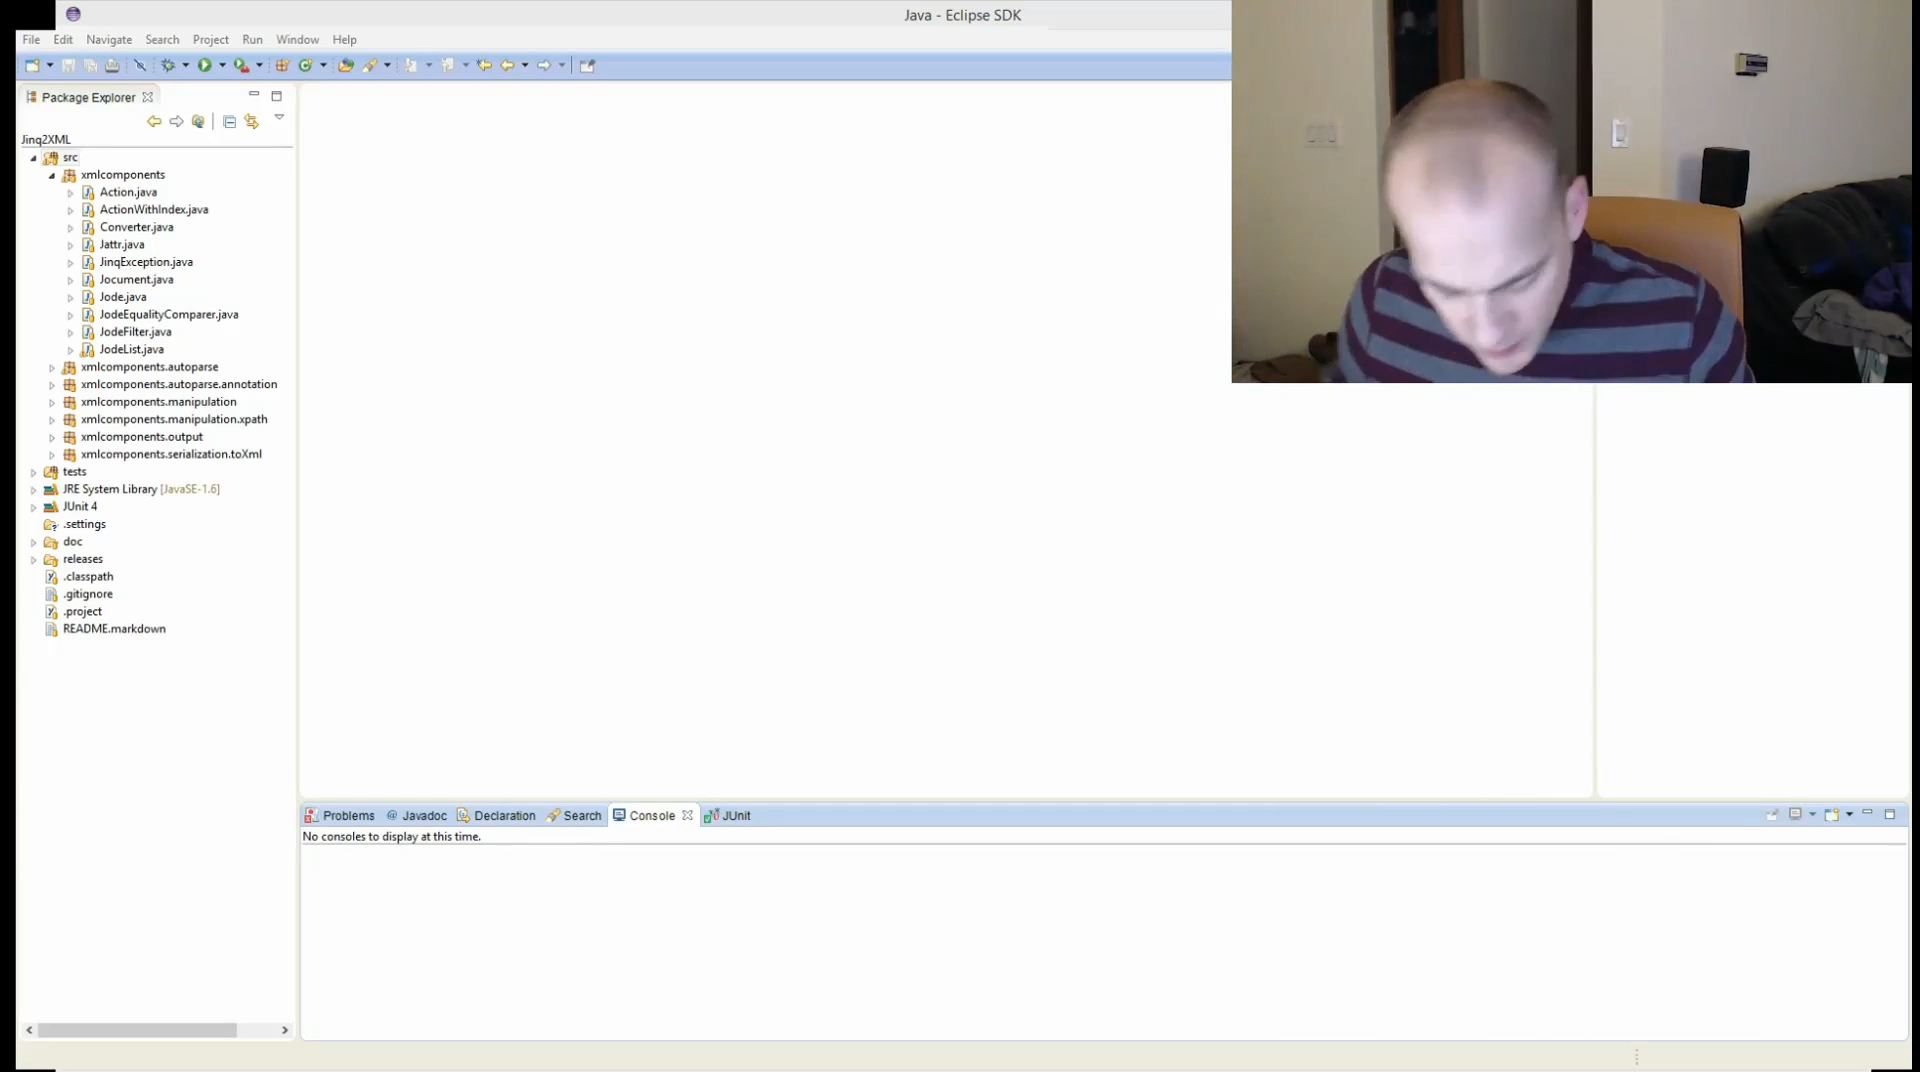 Java - Eclipse SDK
File Edit Navigate Search Project Run Window Help
Package Explorer
Jinq2XML
src
xmlcomponents
Action.java
ActionWithIndex.java
Converter.java
Jattr.java
JinqException.java
Jocument.java
Jode.java
JodeEqualityComparer.java
JodeFilter.java
JodeList.java
xmlcomponents.autoparse
xmlcomponents.autoparse.annotation
xmlcomponents.manipulation
xmlcomponents.manipulation.xpath
xmlcomponents.output
xmlcomponents.serialization.toXml
tests
JRE System Library [JavaSE-1.6]
JUnit 4
.settings
doc
releases
.classpath
.gitignore
.project
README.markdown
Problems @ Javadoc Declaration Search Console JUnit
No consoles to display at this time.